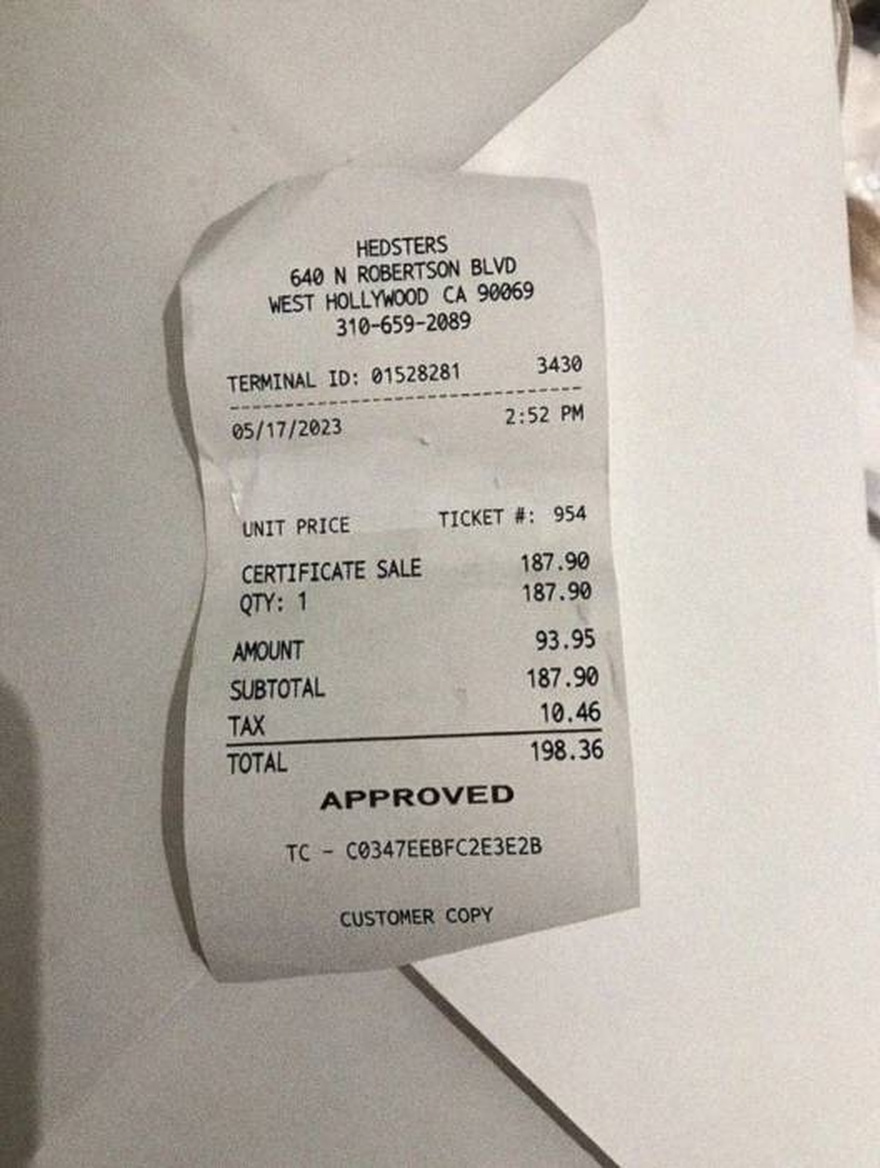 HEDSTERS
640 N ROBERTSON BLVD
WEST HOLLYWOOD CA 90069
310-659-2089
TERMINAL ID: 01528281 3430
05/17/2023 2:52 PM
UNIT PRICE TICKET #: 954
CERTIFICATE SALE 187.90
QTY: 1 187.90
AMOUNT 93.95
SUBTOTAL 187.90
TAX 10.46
TOTAL 198.36
APPROVED
TC - C0347EEBFC2E3E2B
CUSTOMER COPY